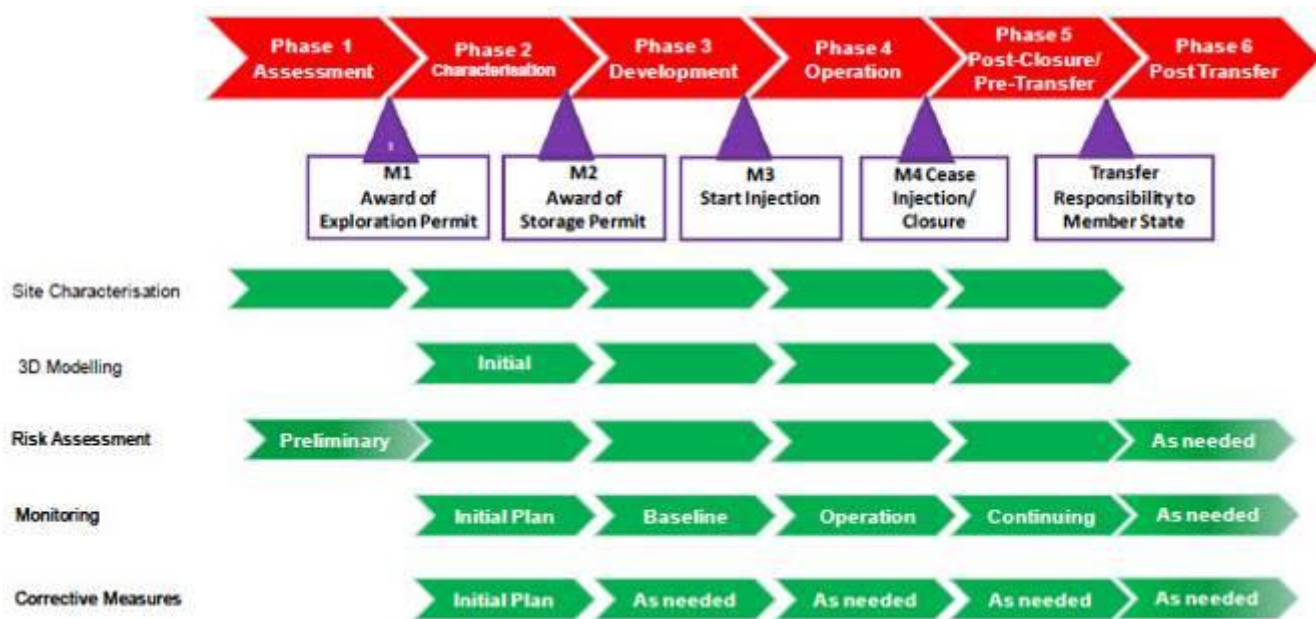 Phase 1
Assessment
Phase 2
Characterisation
Phase 3
Development
Phase 4
Operation
Phase 5
Post-Closure/
Pre-Transfer
Phase 6
Post Transfer
M1
Award of
Exploration Permit
M2
Award of
Storage Permit
M3
Start Injection
M4 Cease
Injection/
Closure
Transfer
Responsibility to
Member State
Site Characterisation
3D Modelling
Initial
Risk Assessment
Preliminary
As needed
Monitoring
Initial Plan
Baseline
Operation
Continuing
As needed
Corrective Measures
Initial Plan
As needed
As needed
As needed
As needed